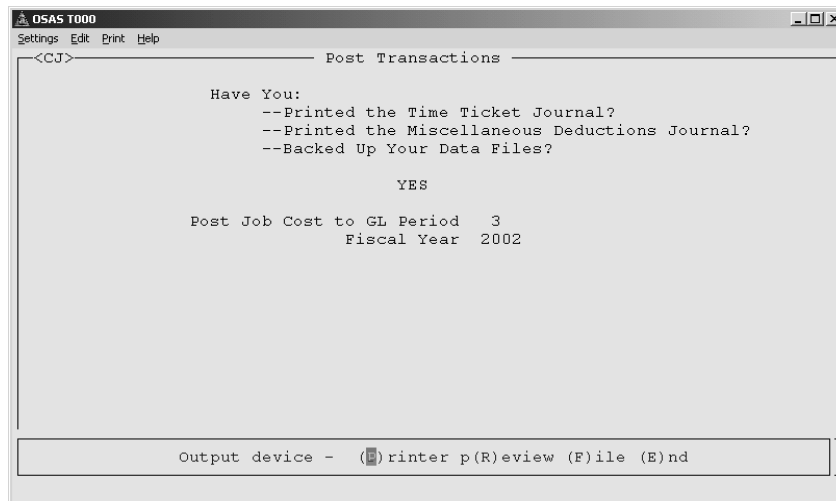 OSAS T000
Settings Edit Print Help
<CJ> Post Transactions
Have You:
--Printed the Time Ticket Journal?
--Printed the Miscellaneous Deductions Journal?
--Backed Up Your Data Files?
YES
Post Job Cost to GL Period 3
Fiscal Year 2002
Output device - (P)rinter p(R)eview (F)ile (E)nd